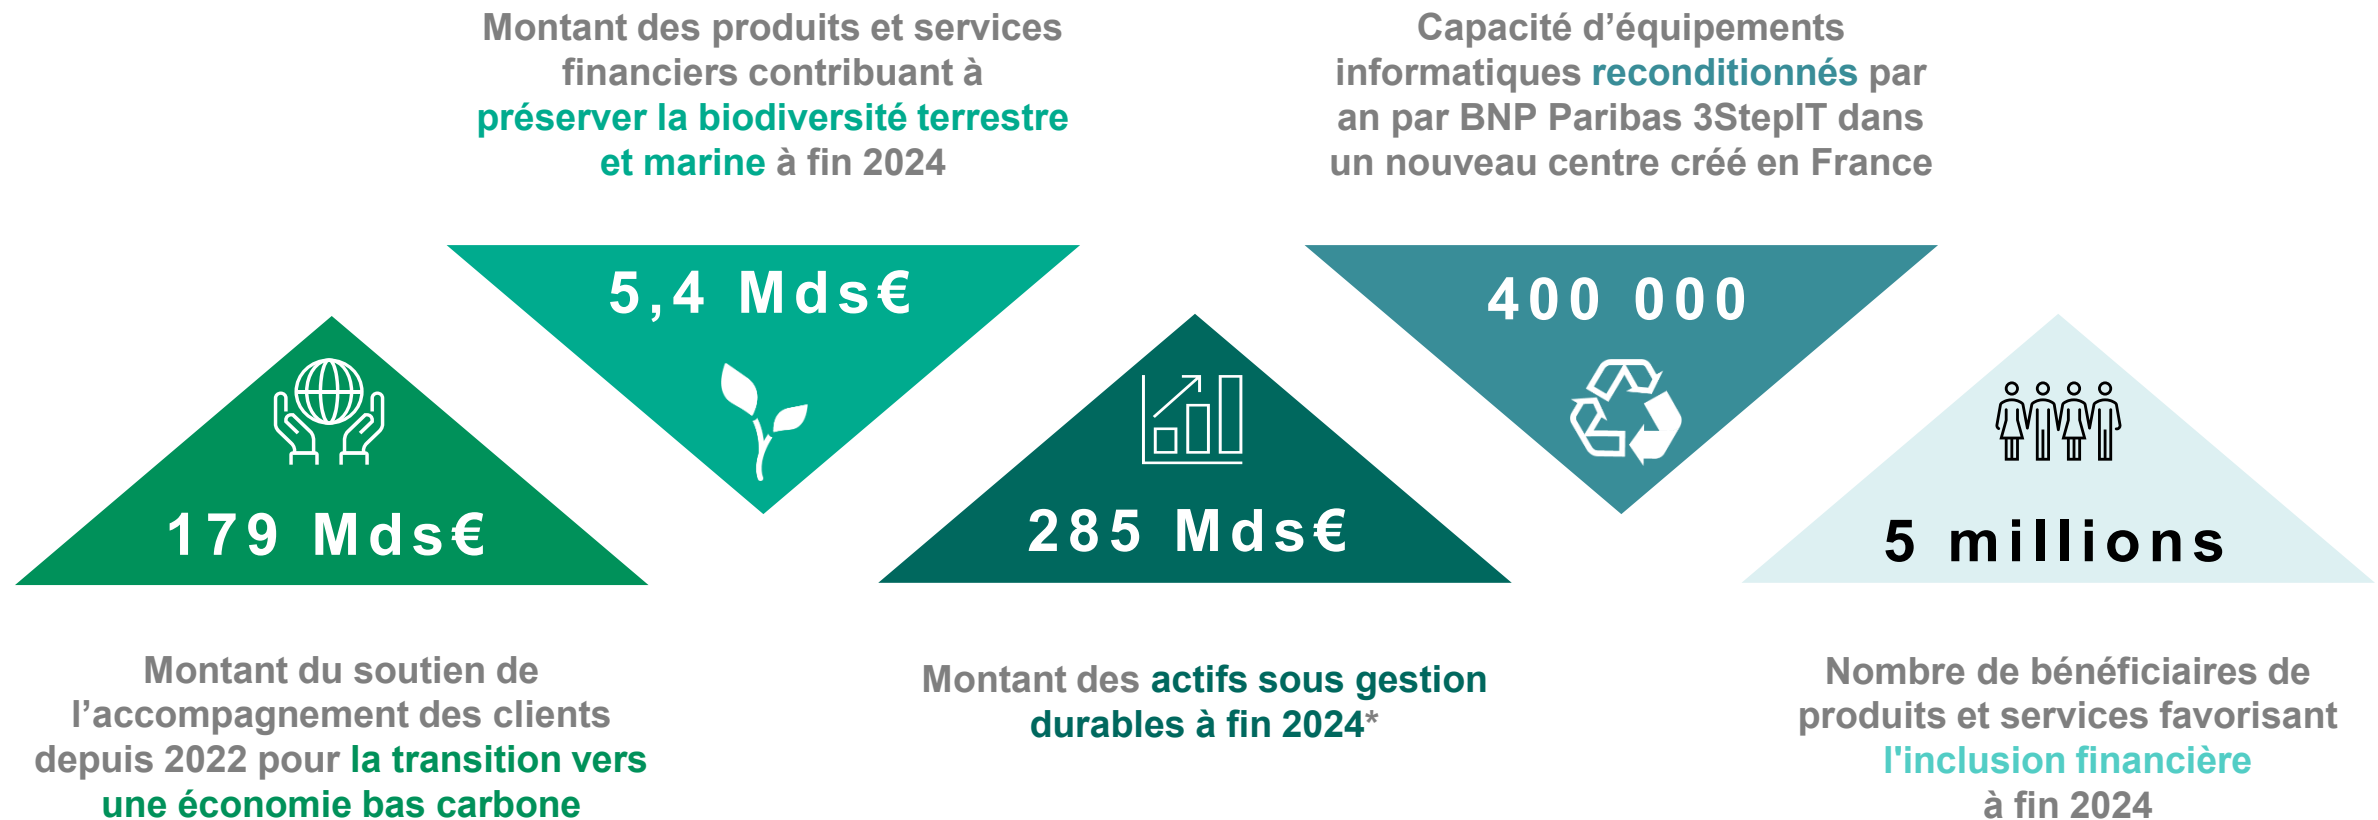 Montant des produits et services
financiers contribuant à
préserver la biodiversité terrestre
et marine à fin 2024
Capacité d’équipements
informatiques reconditionnés par
an par BNP Paribas 3StepIT dans
un nouveau centre créé en France
5,4 Mds€
400 000
179 Mds€
285 Mds€
5 millions
Montant du soutien de
l’accompagnement des clients
depuis 2022 pour la transition vers
une économie bas carbone
Montant des actifs sous gestion
durables à fin 2024*
Nombre de bénéficiaires de
produits et services favorisant
l'inclusion financière
à fin 2024